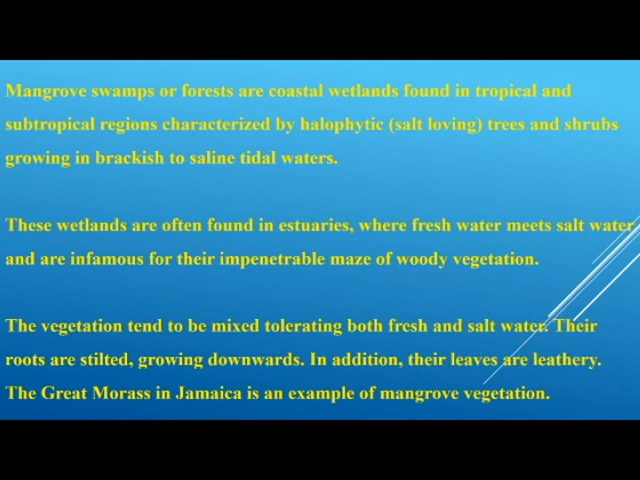 Mangrove swamps or forests are coastal wetlands found in tropical and
subtropical regions characterized by halophytic (salt loving) trees and shrubs
growing in brackish to saline tidal waters.
These wetlands are often found in estuaries, where fresh water meets salt water
and are infamous for their impenetrable maze of woody vegetation.
The vegetation tend to be mixed tolerating both fresh and salt water. Their
roots are stilted, growing downwards. In addition, their leaves are leathery.
The Great Morass in Jamaica is an example of mangrove vegetation.